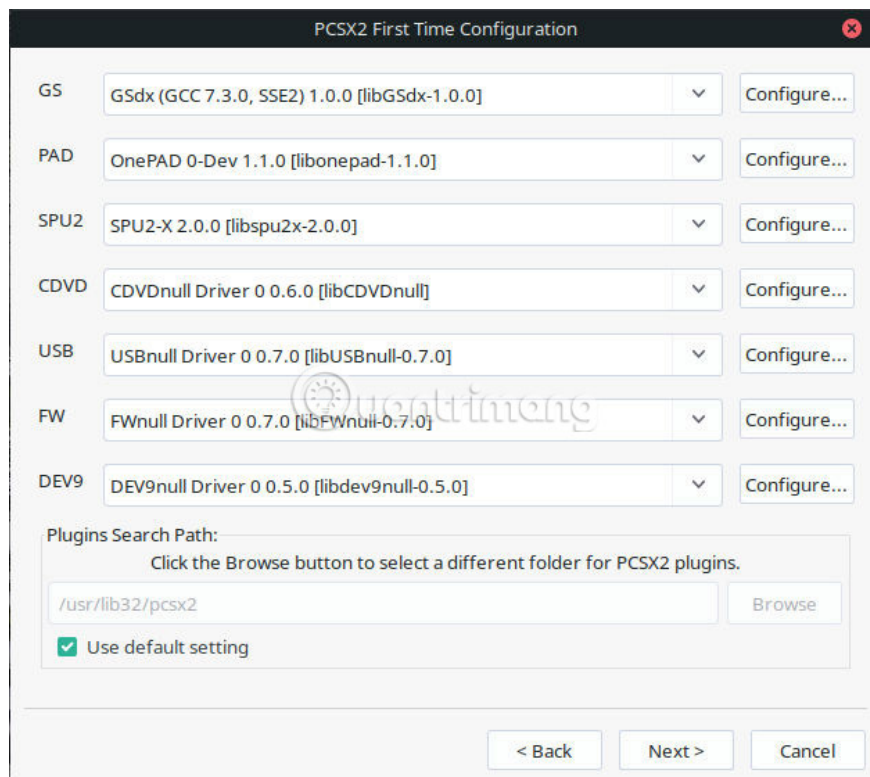 PCSX2 First Time Configuration
GS GSdx (GCC 7.3.0, SSE2) 1.0.0 [libGSdx-1.0.0] Configure...
PAD OnePAD 0-Dev 1.1.0 [libonepad-1.1.0] Configure...
SPU2 SPU2-X 2.0.0 [libspu2x-2.0.0] Configure...
CDVD CDVDnull Driver 0 0.6.0 [libCDVDnull] Configure...
USB USBnull Driver 0 0.7.0 [libUSBnull-0.7.0] Configure...
Quantrimang
FW FWnull Driver 0 0.7.0 [libFWnull-0.7.0] Configure...
DEV9 DEV9null Driver 0 0.5.0 [libdev9null-0.5.0] Configure...
Plugins Search Path:
Click the Browse button to select a different folder for PCSX2 plugins.
/usr/lib32/pcsx2 Browse
Use default setting
< Back Next > Cancel